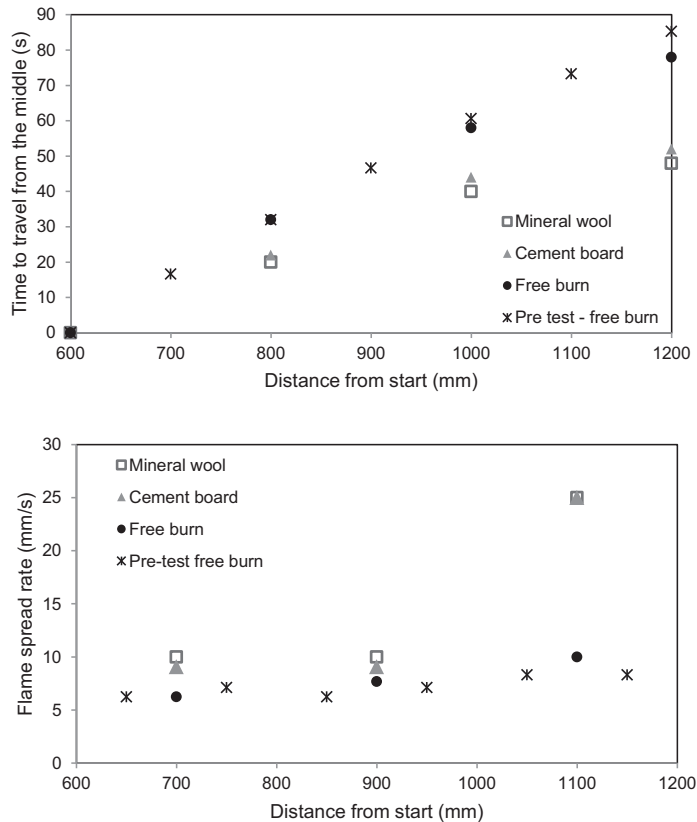 90
80
70
60
50
40
30
20
10
0
Time to travel from the middle (s)
Mineral wool
Cement board
Free burn
Pre test - free burn
600 700 800 900 1000 1100 1200
Distance from start (mm)
30
25
20
15
10
5
0
Flame spread rate (mm/s)
Mineral wool
Cement board
Free burn
Pre-test free burn
600 700 800 900 1000 1100 1200
Distance from start (mm)